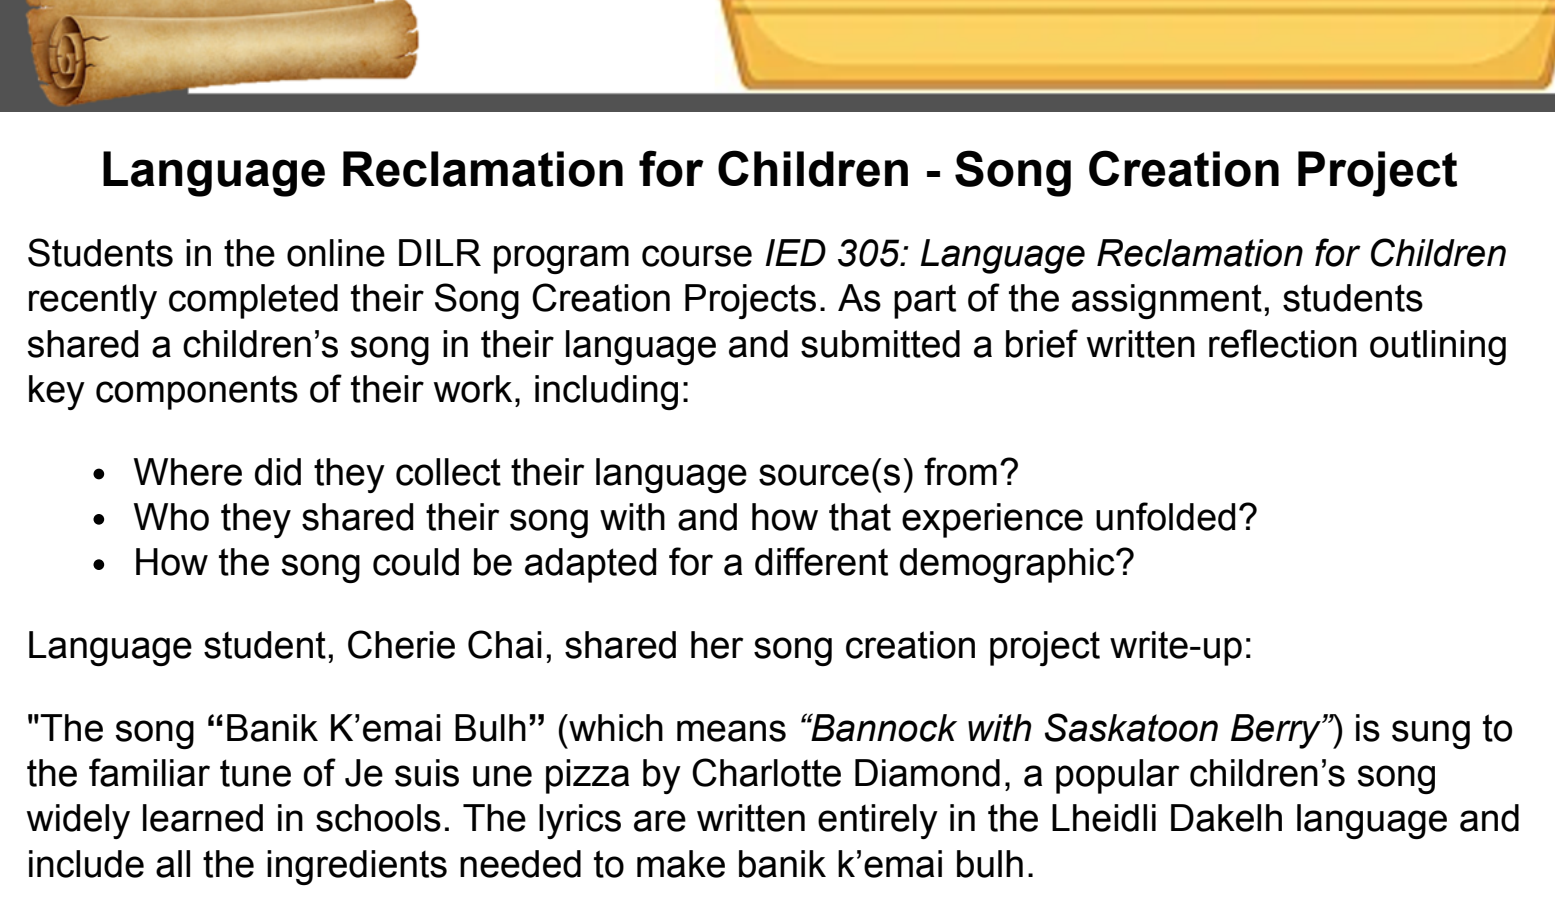 Language Reclamation for Children - Song Creation Project
Students in the online DILR program course IED 305: Language Reclamation for Children
recently completed their Song Creation Projects. As part of the assignment, students
shared a children’s song in their language and submitted a brief written reflection outlining
key components of their work, including:
• Where did they collect their language source(s) from?
• Who they shared their song with and how that experience unfolded?
• How the song could be adapted for a different demographic?
Language student, Cherie Chai, shared her song creation project write-up:
"The song “Banik K’emai Bulh” (which means “Bannock with Saskatoon Berry”) is sung to
the familiar tune of Je suis une pizza by Charlotte Diamond, a popular children’s song
widely learned in schools. The lyrics are written entirely in the Lheidli Dakelh language and
include all the ingredients needed to make banik k’emai bulh.